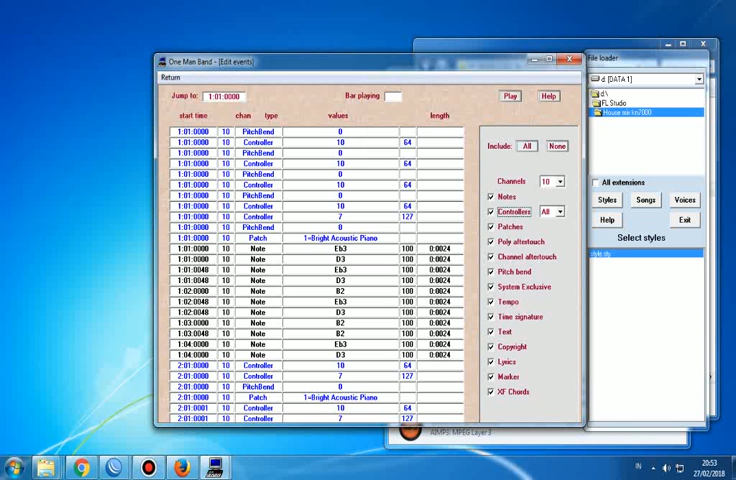 One Man Band - [Edit events]
Return
Jump to: 1:01:0000 Bar playing Play Help
start time chan type values length
1:01:0000 10 PitchBend 0
1:01:0000 10 Controller 10 64
1:01:0000 10 PitchBend 0
1:01:0000 10 Controller 10 64
1:01:0000 10 PitchBend 0
1:01:0000 10 Controller 10 64
1:01:0000 10 PitchBend 0
1:01:0000 10 Controller 10 64
1:01:0000 10 Controller 7 127
1:01:0000 10 PitchBend 0
1:01:0000 10 Patch 1=Bright Acoustic Piano
1:01:0000 10 Note Eb3 100 0:0024
1:01:0000 10 Note D3 100 0:0024
1:01:0048 10 Note Eb3 100 0:0024
1:01:0048 10 Note D3 100 0:0024
1:02:0000 10 Note B2 100 0:0024
1:02:0048 10 Note Eb3 100 0:0024
1:02:0048 10 Note D3 100 0:0024
1:03:0000 10 Note B2 100 0:0024
1:03:0048 10 Note B2 100 0:0024
1:04:0000 10 Note Eb3 100 0:0024
1:04:0000 10 Note D3 100 0:0024
2:01:0000 10 Controller 10 64
2:01:0000 10 Controller 7 127
2:01:0000 10 PitchBend 0
2:01:0000 10 Patch 1=Bright Acoustic Piano
2:01:0001 10 Controller 10 64
2:01:0001 10 Controller 7 127
Include: All None
Channels 10
Notes
Controllers All
Patches
Poly aftertouch
Channel aftertouch
Pitch bend
System Exclusive
Tempo
Time signature
Text
Copyright
Lyrics
Marker
XF Chords
File loader
d: [DATA 1]
d:\
FL Studio
House mir kn7000
All extensions
Styles Songs Voices
Help Exit
Select styles
style.sty
AIMP3: MPEG Layer 3
IN
20:53
27/02/2018